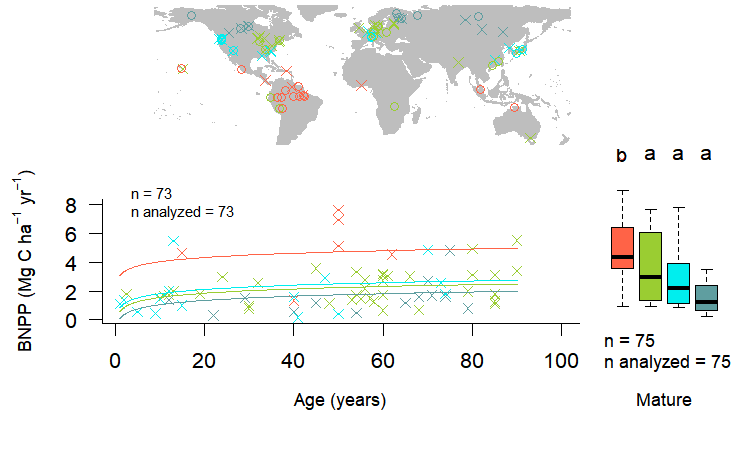 b a a a
n = 73
n analyzed = 73
BNPP (Mg C ha⁻¹ yr⁻¹)
8
6
4
2
0
0 20 40 60 80 100
Age (years)
n = 75
n analyzed = 75
Mature